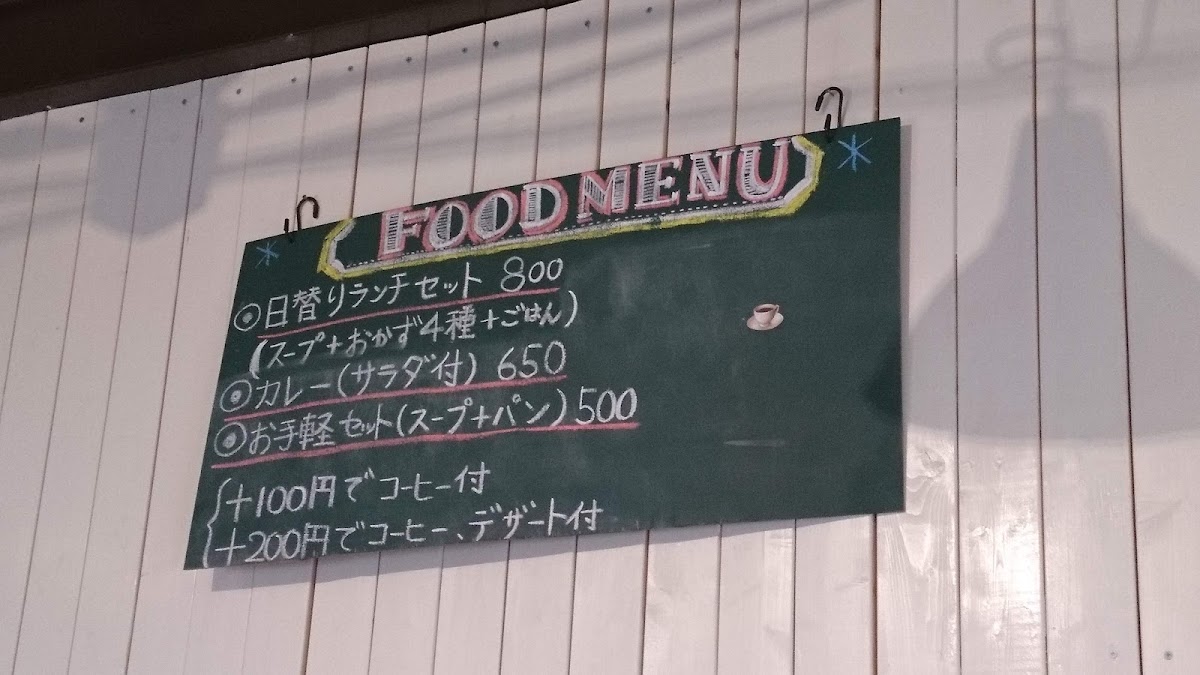 FOOD MENU
◎日替りランチセット 800
(スープ+おかず4種+ごはん)
◎カレー(サラダ付) 650
◎お手軽セット(スープ+パン) 500
+100円でコーヒー付
+200円でコーヒー、デザート付